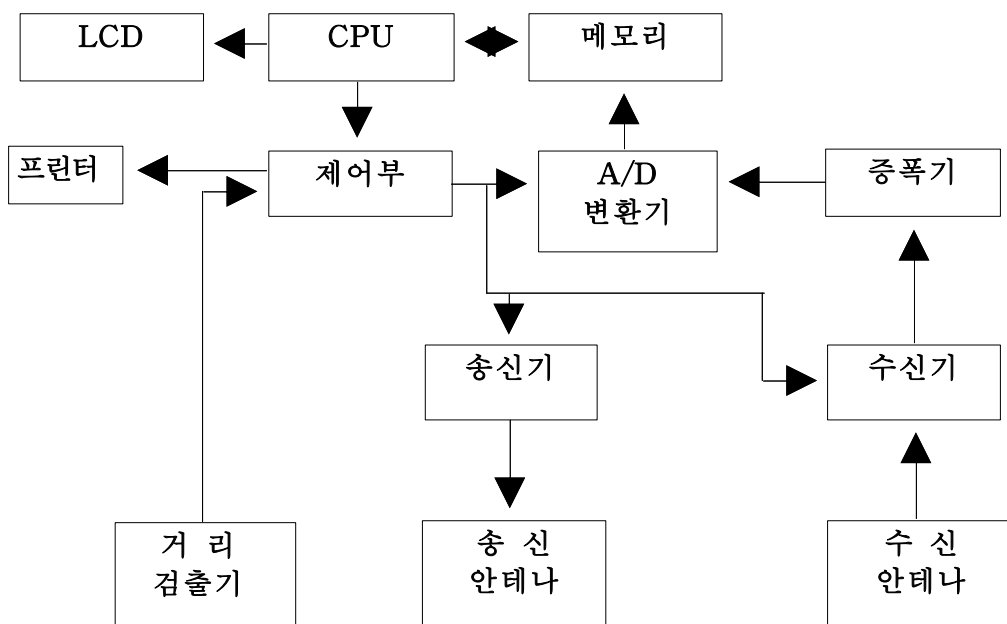 LCD
CPU
메모리
프린터
제어부
A/D
변환기
증폭기
송신기
수신기
거 리
검출기
송 신
안테나
수 신
안테나